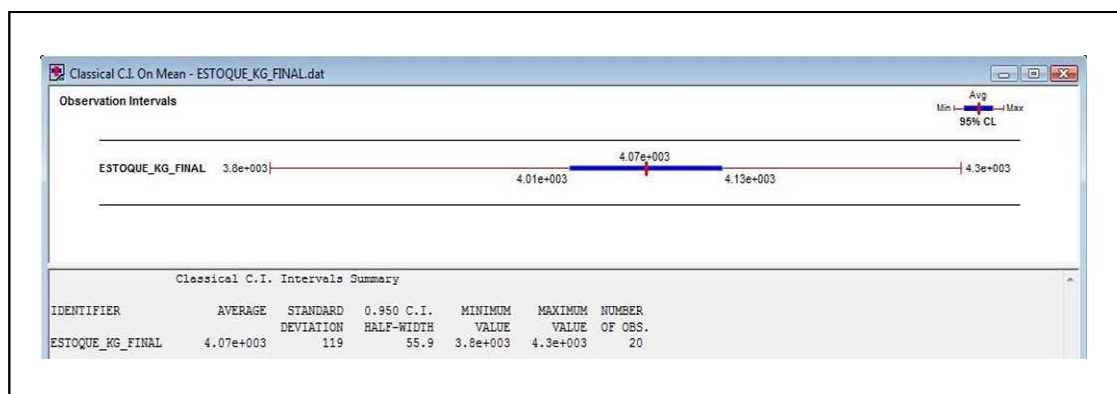 Classical C.I. On Mean - ESTOQUE_KG_FINAL.dat
Observation Intervals
Avg
Min Max
95% CL
4.07e+003
ESTOQUE_KG_FINAL 3.8e+003 4.3e+003
4.01e+003 4.13e+003
Classical C.I. Intervals Summary
IDENTIFIER AVERAGE STANDARD 0.950 C.I. MINIMUM MAXIMUM NUMBER
DEVIATION HALF-WIDTH VALUE VALUE OF OBS.
ESTOQUE_KG_FINAL 4.07e+003 119 55.9 3.8e+003 4.3e+003 20